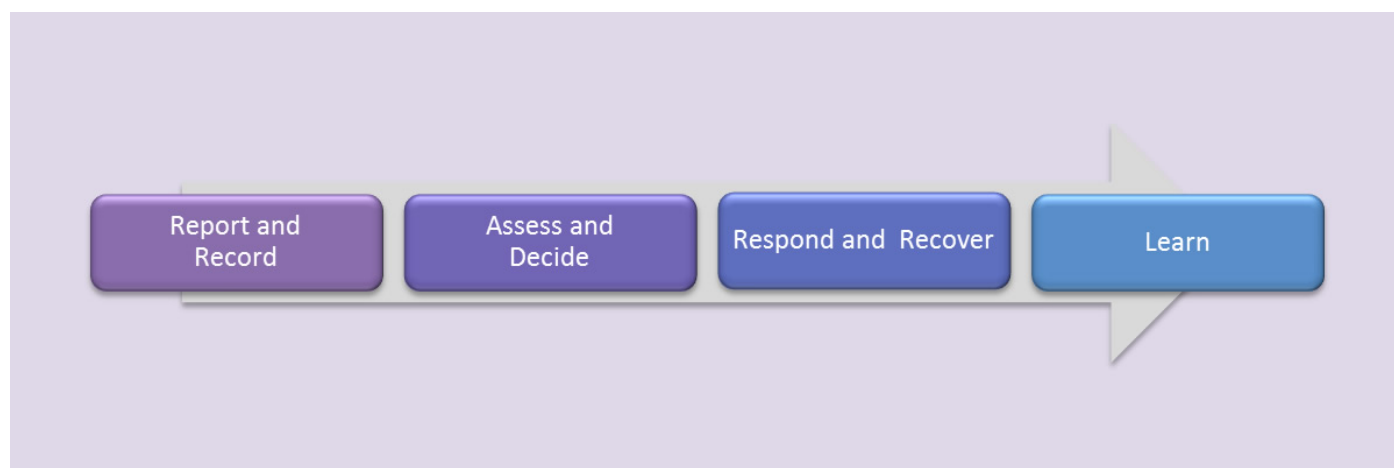 Report and
Record
Assess and
Decide
Respond and  Recover
Learn